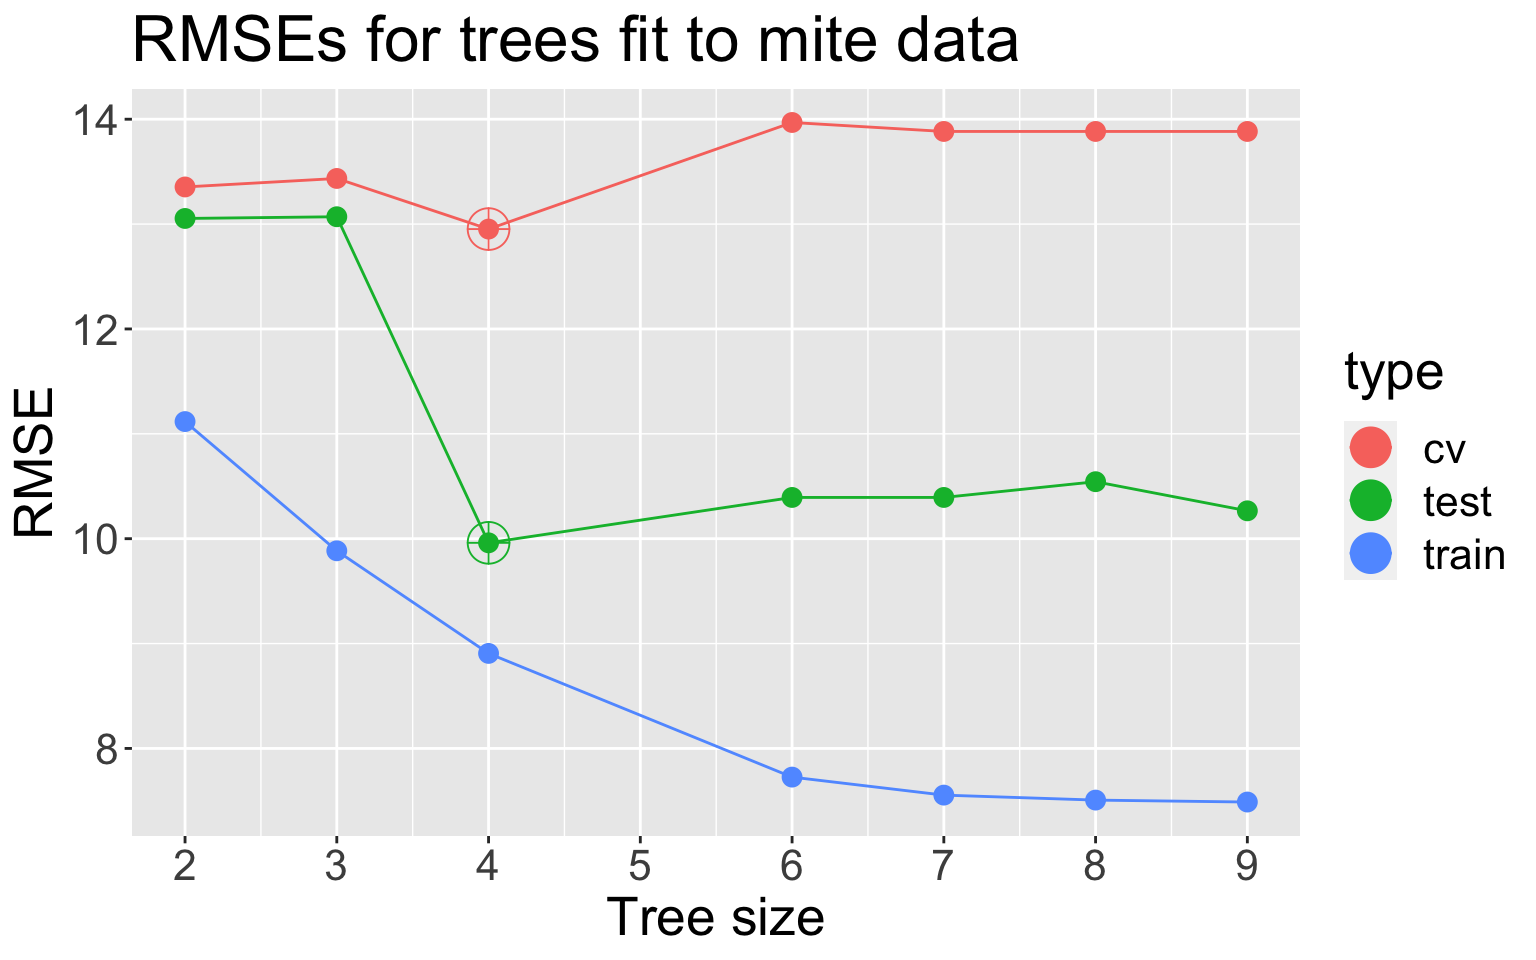 RMSEs for trees fit to mite data
14
12
10
8
RMSE
2 3 4 5 6 7 8 9
Tree size
type
cv
test
train